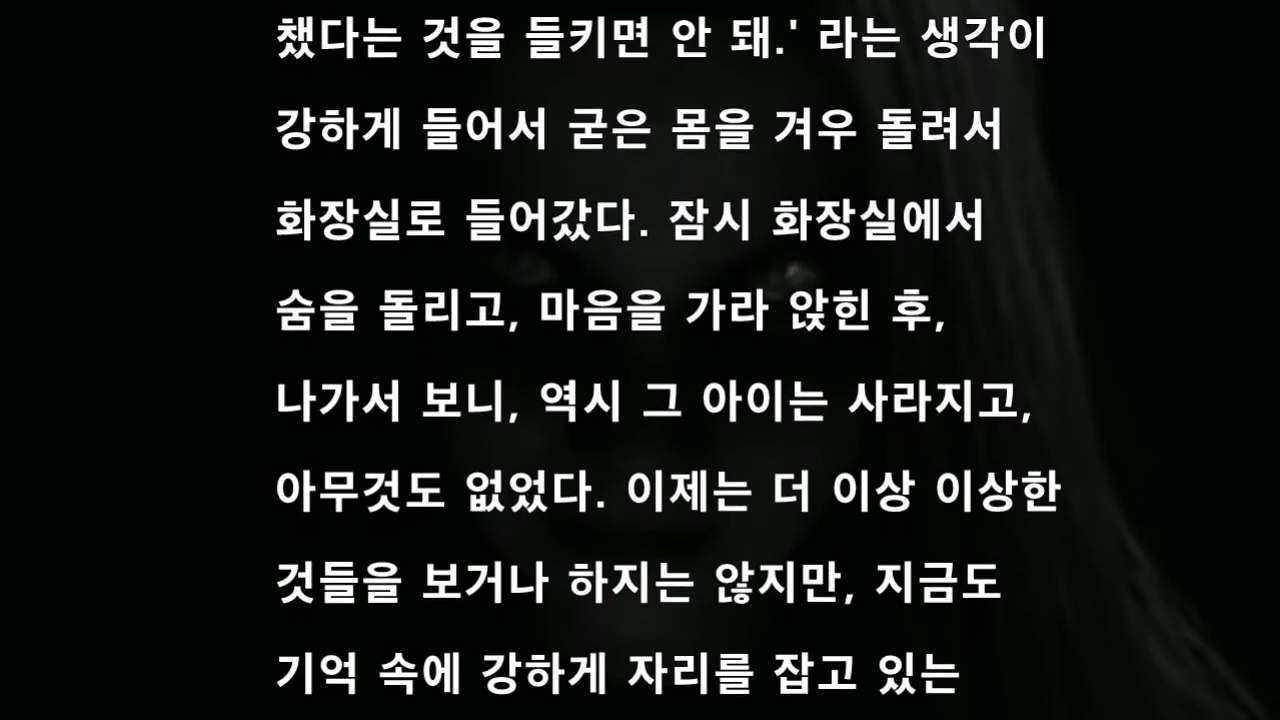 챘다는 것을 들키면 안 돼.' 라는 생각이
강하게 들어서 굳은 몸을 겨우 돌려서
화장실로 들어갔다. 잠시 화장실에서
숨을 돌리고, 마음을 가라 앉힌 후,
나가서 보니, 역시 그 아이는 사라지고,
아무것도 없었다. 이제는 더 이상 이상한
것들을 보거나 하지는 않지만, 지금도
기억 속에 강하게 자리를 잡고 있는